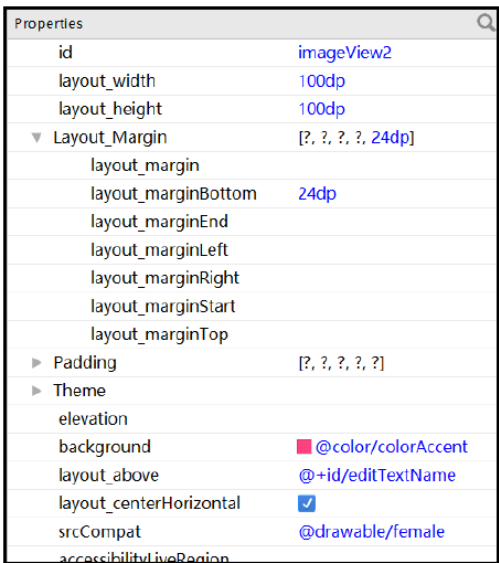 Properties
id imageView2
layout_width 100dp
layout_height 100dp
Layout_Margin [?, ?, ?, ?, 24dp]
layout_margin
layout_marginBottom 24dp
layout_marginEnd
layout_marginLeft
layout_marginRight
layout_marginStart
layout_marginTop
Padding [?, ?, ?, ?, ?]
Theme
elevation
background @color/colorAccent
layout_above @+id/editTextName
layout_centerHorizontal
srcCompat @drawable/female
accessibilityLiveRegion